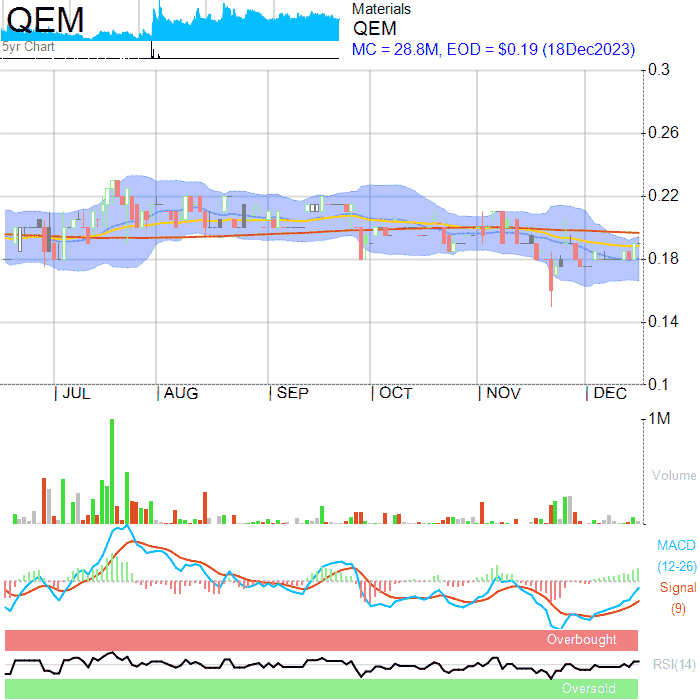 QEM
5yr Chart
Materials
QEM
MC = 28.8M, EOD = $0.19 (18Dec2023)
0.3
0.26
0.22
0.18
0.14
0.1
JUL AUG SEP OCT NOV DEC
1M
Volume
MACD
(12-26)
Signal
(9)
Overbought
RSI(14)
Oversold